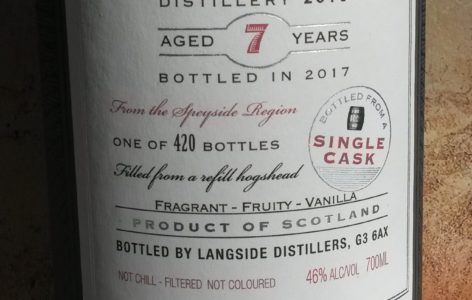 DISTILLERY
AGED 7 YEARS
BOTTLED IN 2017
From the Speyside Region
ONE OF 420 BOTTLES
Filled from a refill hogshead
BOTTLED FROM A
SINGLE
CASK
FRAGRANT - FRUITY - VANILLA
PRODUCT OF SCOTLAND
BOTTLED BY LANGSIDE DISTILLERS, G3 6AX
NOT CHILL - FILTERED NOT COLOURED 46% ALC/VOL 700ML